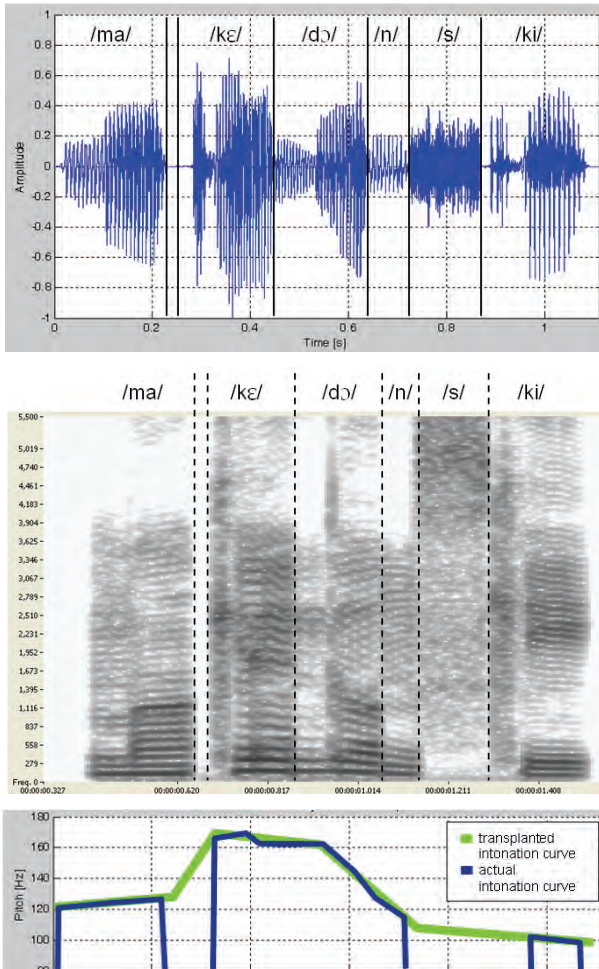 /ma/ /kɛ/ /dɔ/ /n/ /s/ /ki/
1
0.8
0.6
0.4
0.2
0
-0.2
-0.4
-0.6
-0.8
-1
Amplitude
0 0.2 0.4 0.6 0.8 1
Time [s]
/ma/ /kɛ/ /dɔ/ /n/ /s/ /ki/
5,500
5,019
4,740
4,461
4,183
3,904
3,625
3,346
3,067
2,789
2,510
2,231
1,952
1,673
1,395
1,116
837
558
279
Freq. 0
00:00:00.327 00:00:00.620 00:00:00.817 00:00:01.014 00:00:01.211 00:00:01.408
180
160
140
120
100
Pitch [Hz]
transplanted
intonation curve
actual
intonation curve